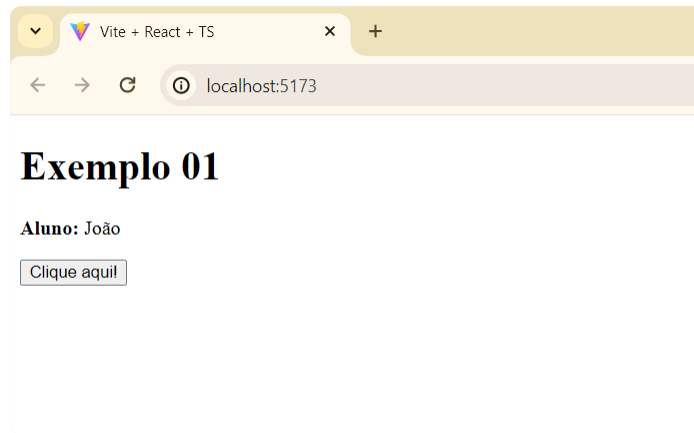 Vite + React + TS
localhost:5173
Exemplo 01
Aluno: João
Clique aqui!